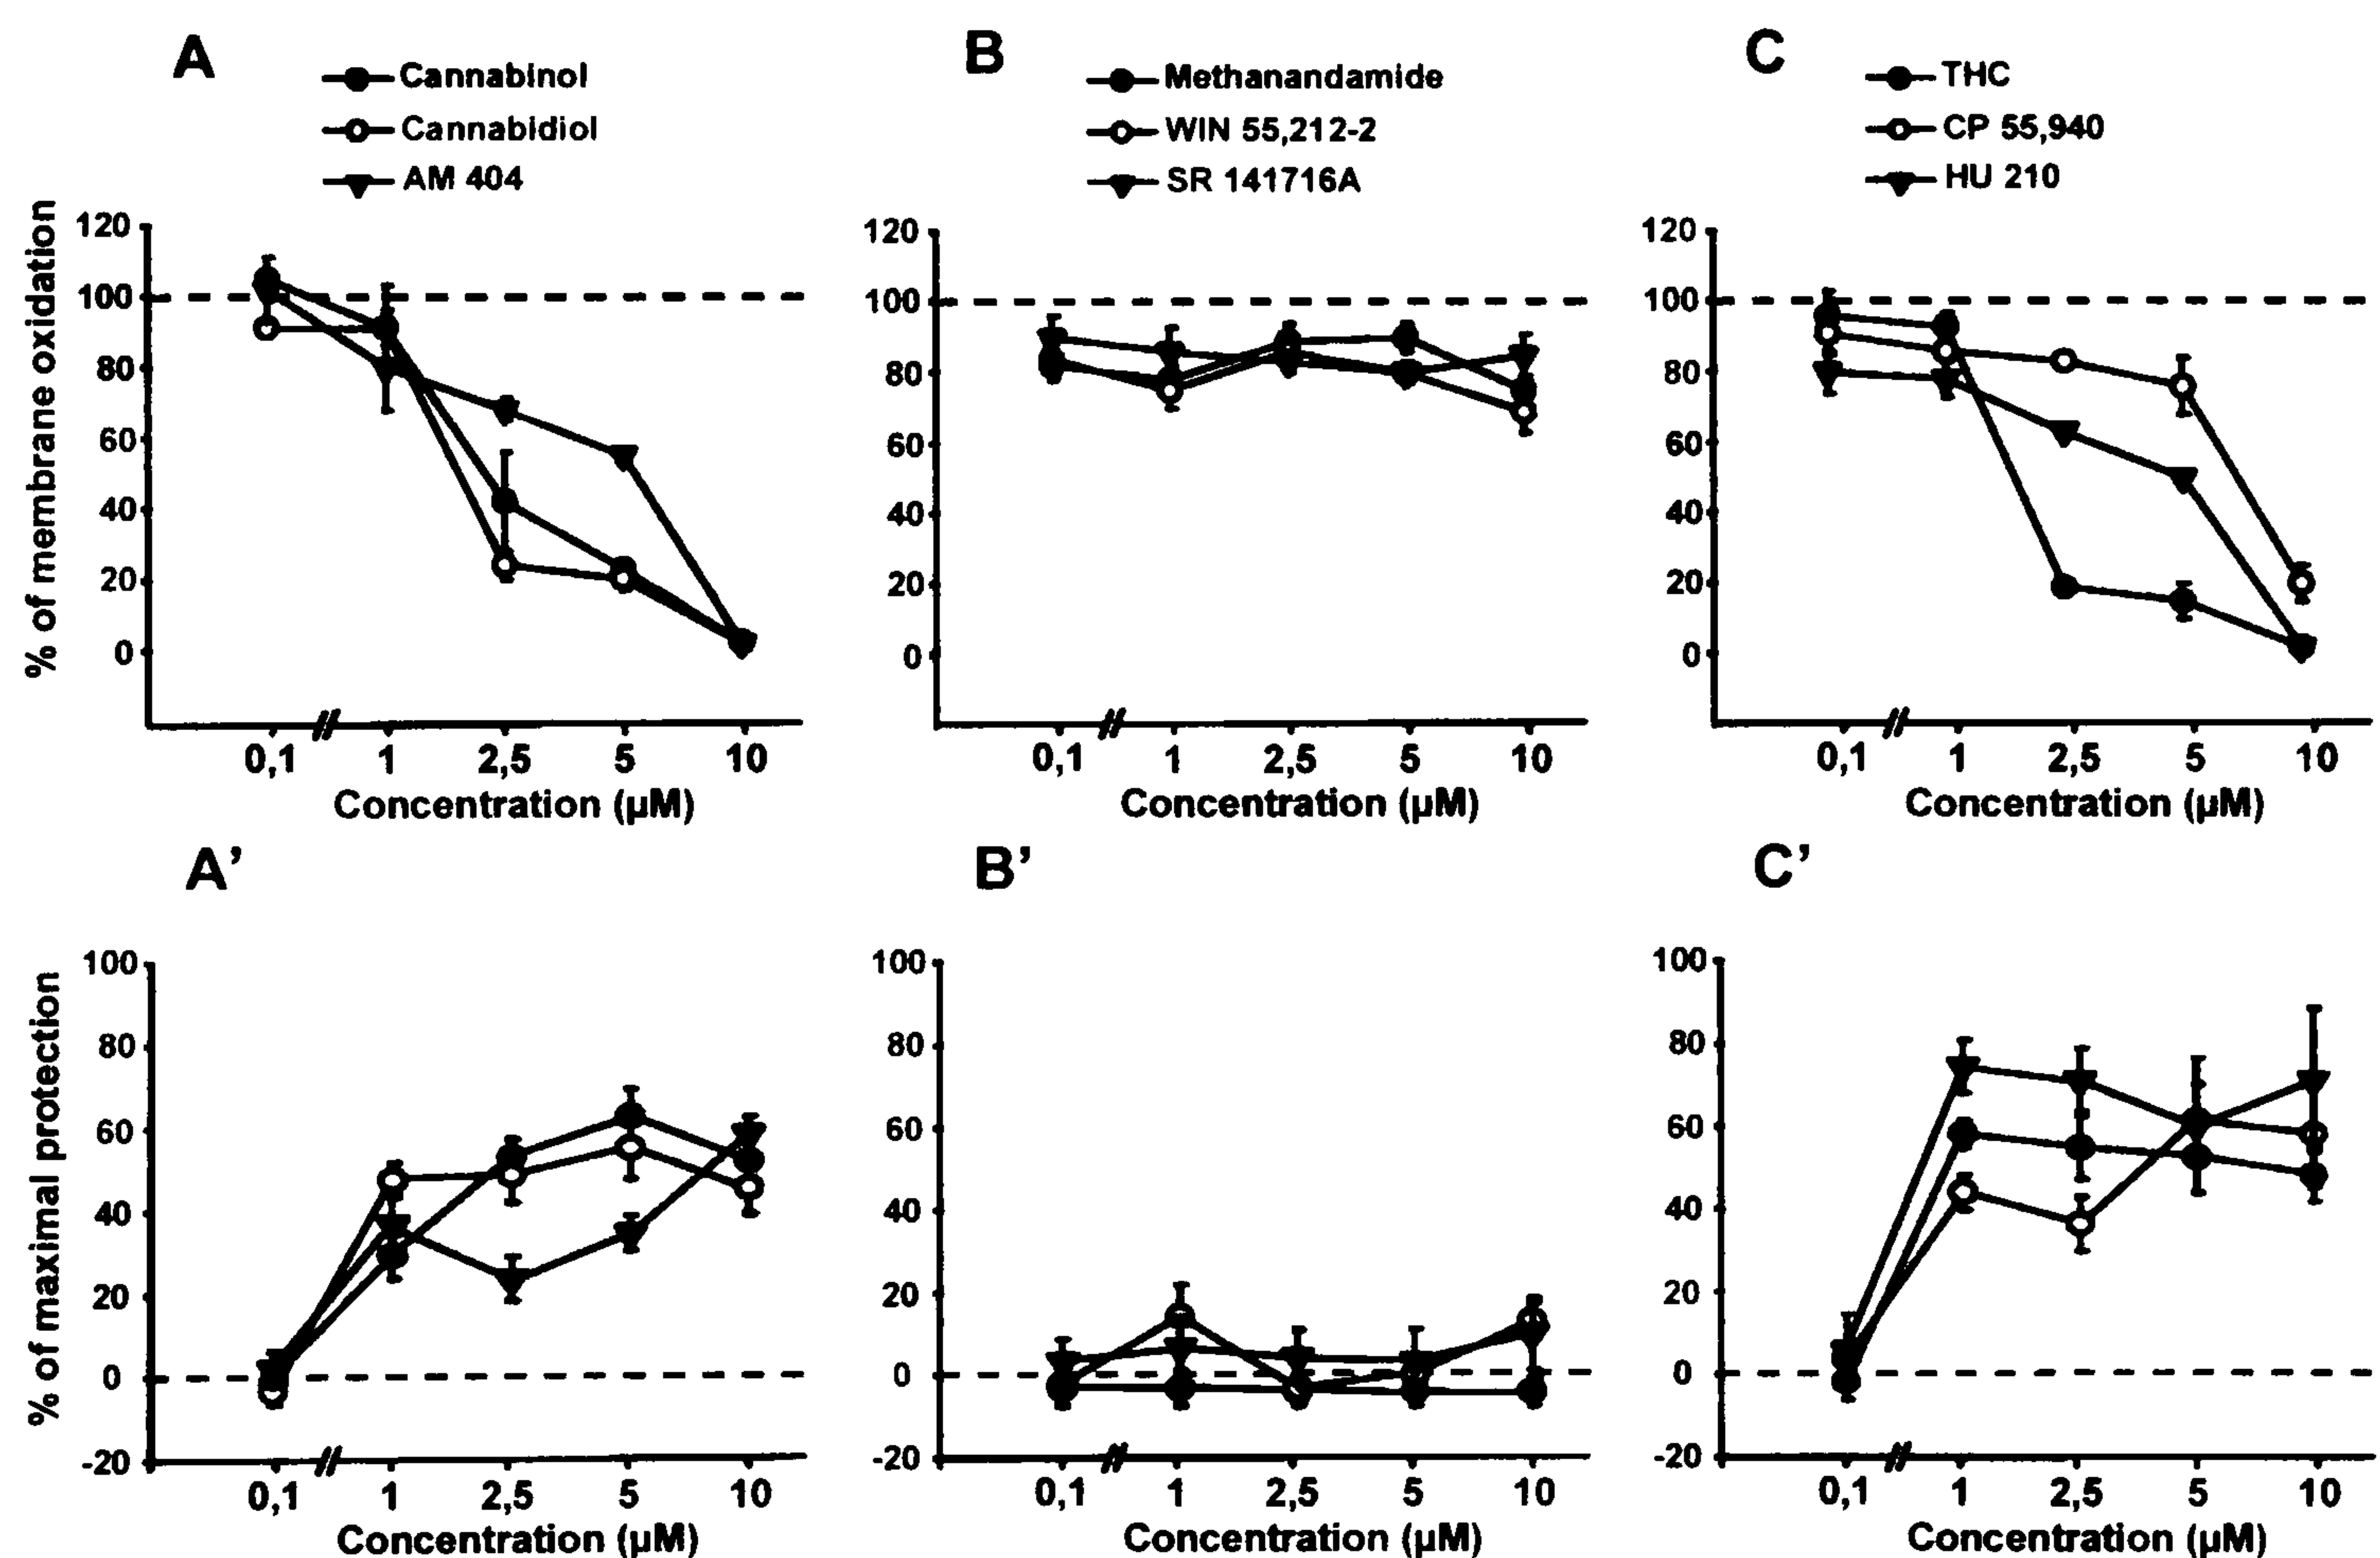 A
Cannabinol
Cannabidiol
AM 404
% of membrane oxidation
120
100
80
60
40
20
0
0,1 1 2,5 5 10
Concentration (µM)
B
Methanandamide
WIN 55,212-2
SR 141716A
120
100
80
60
40
20
0
0,1 1 2,5 5 10
Concentration (µM)
C
THC
CP 55,940
HU 210
120
100
80
60
40
20
0
0,1 1 2,5 5 10
Concentration (µM)
A’
% of maximal protection
100
80
60
40
20
0
-20
0,1 1 2,5 5 10
Concentration (µM)
B’
100
80
60
40
20
0
-20
0,1 1 2,5 5 10
Concentration (µM)
C’
100
80
60
40
20
0
-20
0,1 1 2,5 5 10
Concentration (µM)